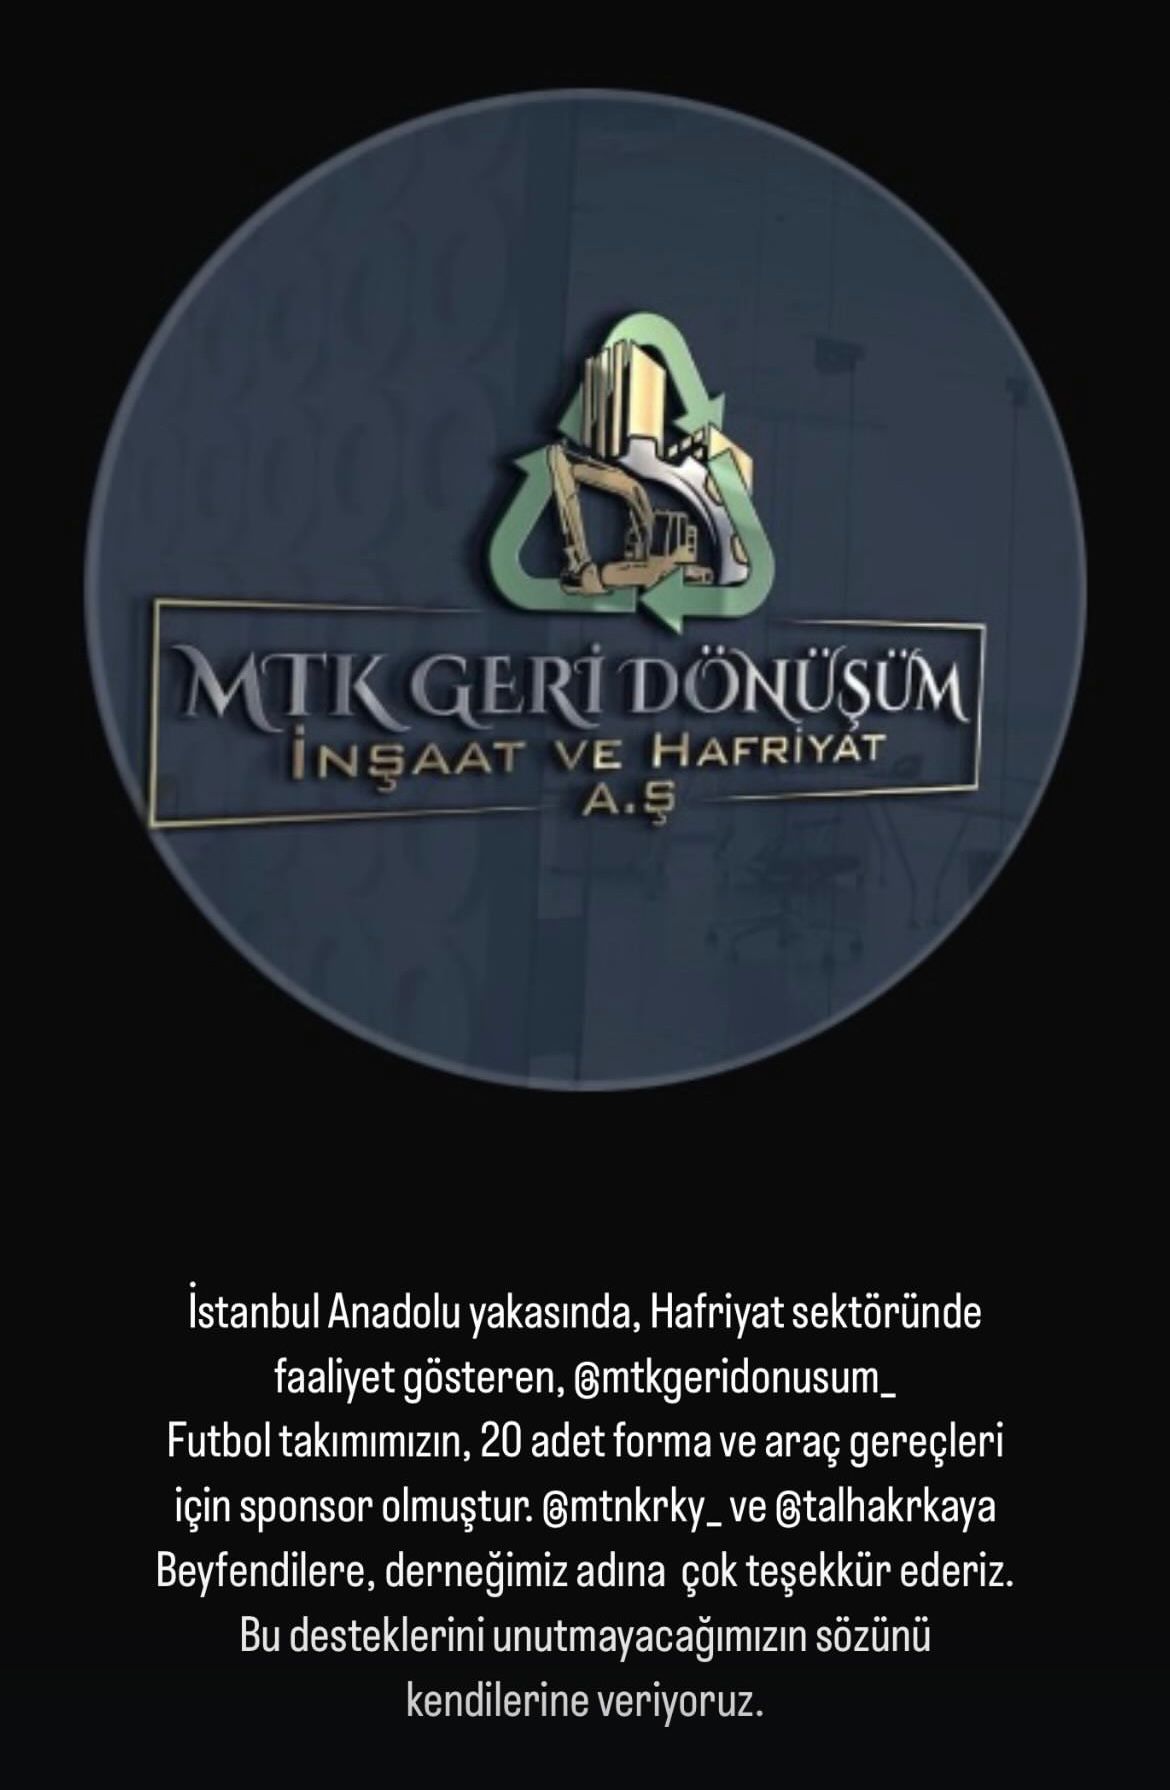 MTK GERİ DÖNÜŞÜM
İNŞAAT VE HAFRİYAT
A.Ş
İstanbul Anadolu yakasında, Hafriyat sektöründe
faaliyet gösteren, @mtkgeridonusum_
Futbol takımımızın, 20 adet forma ve araç gereçleri
için sponsor olmuştur. @mtnkrky_ ve @talhakrkaya
Beyfendilere, derneğimiz adına  çok teşekkür ederiz.
Bu desteklerini unutmayacağımızın sözünü
kendilerine veriyoruz.